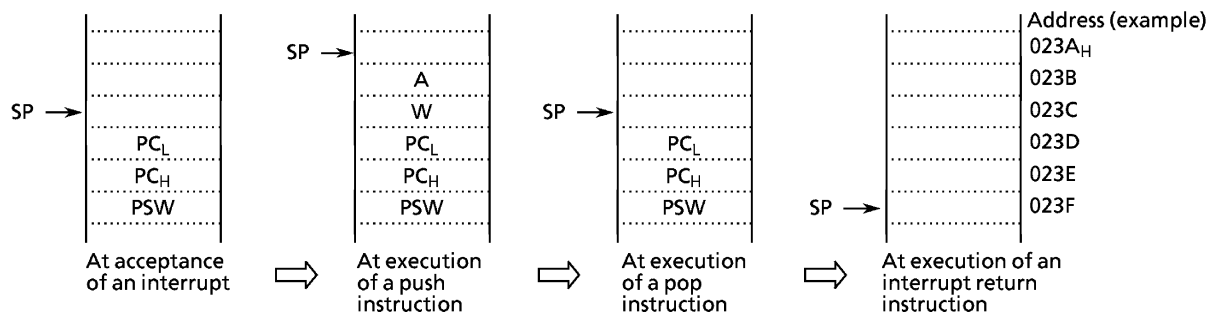 Address (example)
SP 023AH
A 023B
SP W SP 023C
PCL PCL PCL 023D
PCH PCH PCH 023E
PSW PSW PSW SP 023F
At acceptance At execution At execution At execution of an
of an interrupt of a push of a pop interrupt return
instruction instruction instruction